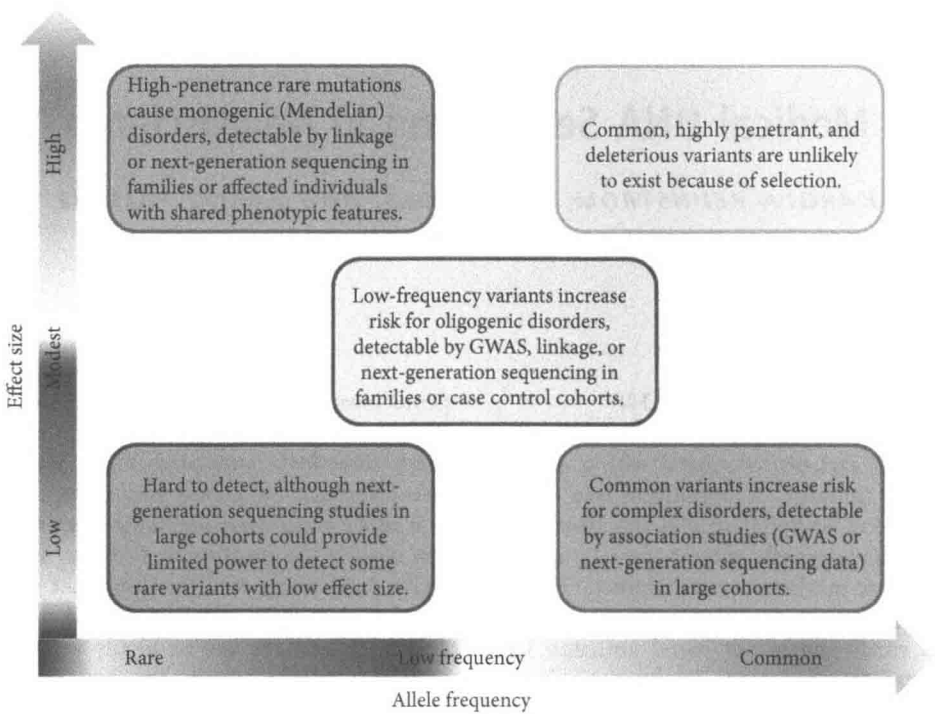 High-penetrance rare mutations
cause monogenic (Mendelian)
disorders, detectable by linkage
or next-generation sequencing in
families or affected individuals
with shared phenotypic features.
Common, highly penetrant, and
deleterious variants are unlikely
to exist because of selection.
Low-frequency variants increase
risk for oligogenic disorders,
detectable by GWAS, linkage, or
next-generation sequencing in
families or case control cohorts.
Hard to detect, although next-
generation sequencing studies in
large cohorts could provide
limited power to detect some
rare variants with low effect size.
Common variants increase risk
for complex disorders, detectable
by association studies (GWAS or
next-generation sequencing data)
in large cohorts.
Effect size
High
Modest
Low
Rare
Low frequency
Common
Allele frequency